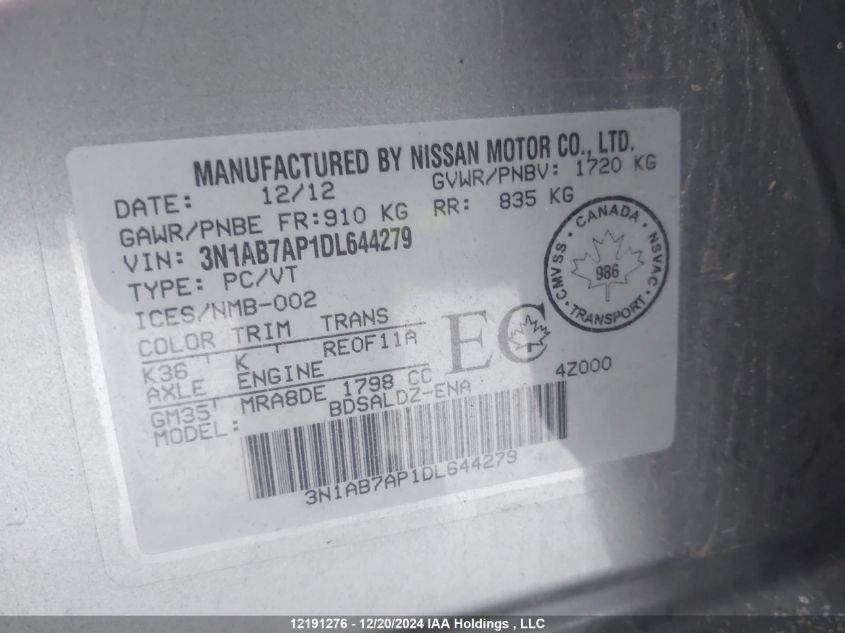 MANUFACTURED BY NISSAN MOTOR CO., LTD.
DATE: 12/12 GVWR/PNBV: 1720 KG
GAWR/PNBE FR:910 KG RR: 835 KG
VIN: 3N1AB7AP1DL644279
TYPE: PC/VT
ICES/NMB-002
COLOR TRIM TRANS
K36 K RE0F11A
AXLE ENGINE
GM35 MRA8DE 1798 CC
MODEL: BDSALDZ-ENA
EC
4Z000
CANADA
CMVSS NSVAC
986
TRANSPORT
3N1AB7AP1DL644279
12191276 - 12/20/2024 IAA Holdings , LLC